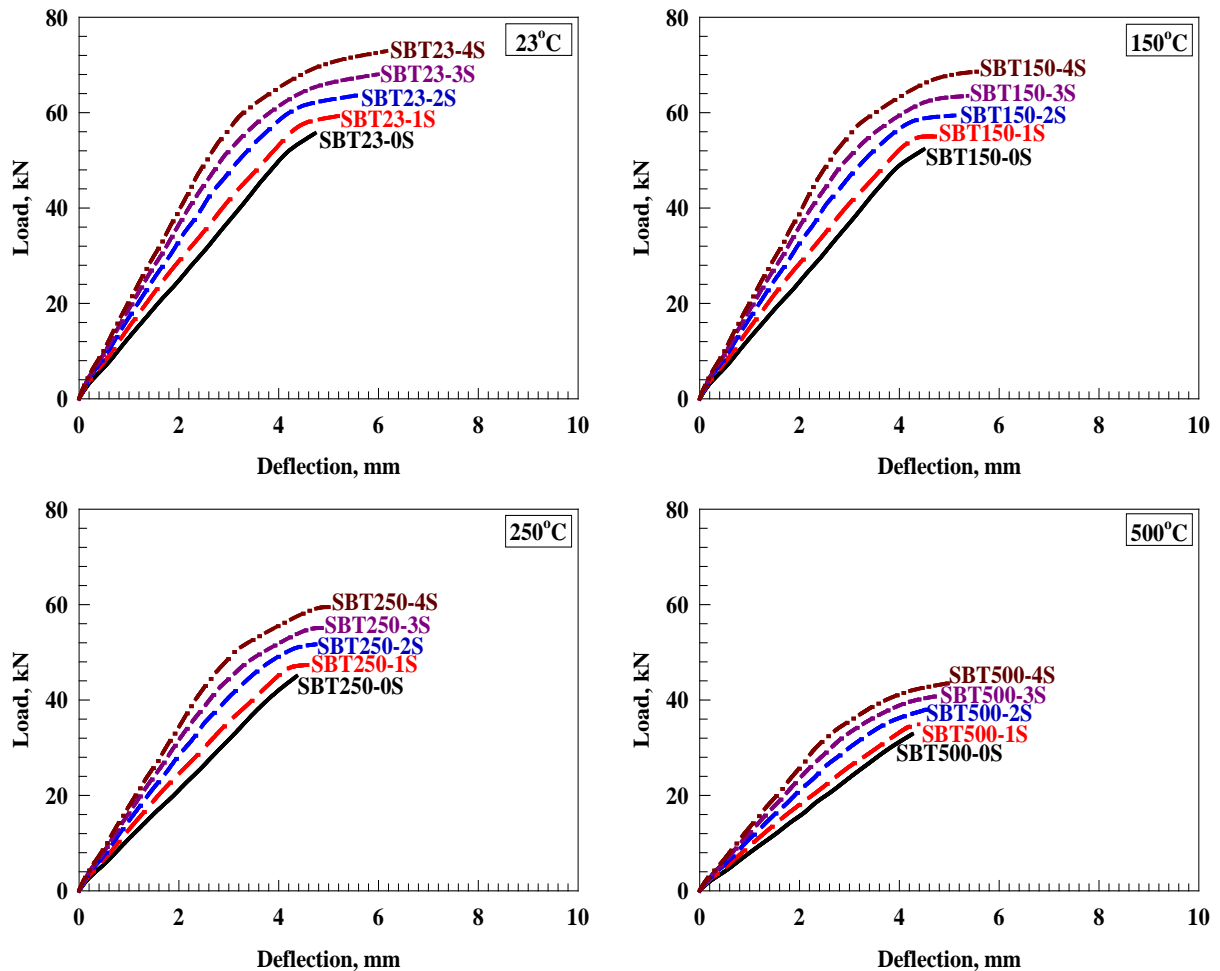 80
60
40
20
0
Load, kN
23°C
SBT23-4S
SBT23-3S
SBT23-2S
SBT23-1S
SBT23-0S
0 2 4 6 8 10
Deflection, mm
80
60
40
20
0
Load, kN
150°C
SBT150-4S
SBT150-3S
SBT150-2S
SBT150-1S
SBT150-0S
0 2 4 6 8 10
Deflection, mm
80
60
40
20
0
Load, kN
250°C
SBT250-4S
SBT250-3S
SBT250-2S
SBT250-1S
SBT250-0S
0 2 4 6 8 10
Deflection, mm
80
60
40
20
0
Load, kN
500°C
SBT500-4S
SBT500-3S
SBT500-2S
SBT500-1S
SBT500-0S
0 2 4 6 8 10
Deflection, mm